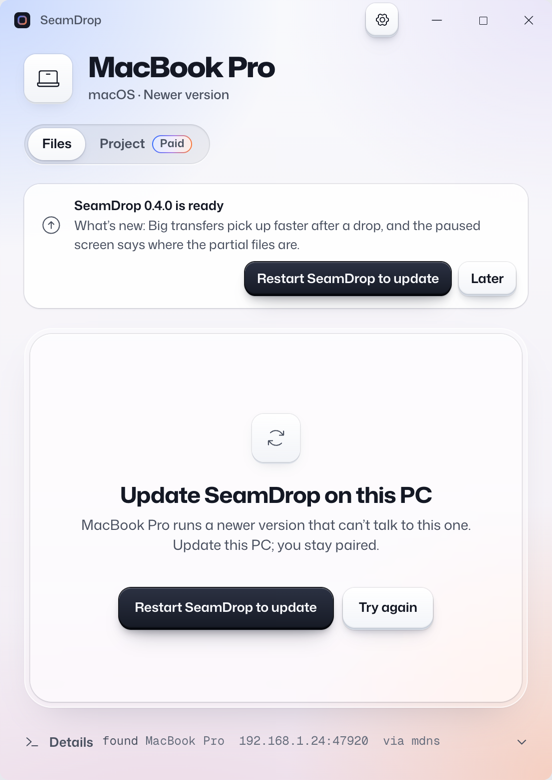 SeamDrop
MacBook Pro
macOS · Newer version
Files Project Paid
SeamDrop 0.4.0 is ready
What's new: Big transfers pick up faster after a drop, and the paused
screen says where the partial files are.
Restart SeamDrop to update Later
Update SeamDrop on this PC
MacBook Pro runs a newer version that can't talk to this one.
Update this PC; you stay paired.
Restart SeamDrop to update Try again
Details found MacBook Pro 192.168.1.24:47920 via mdns